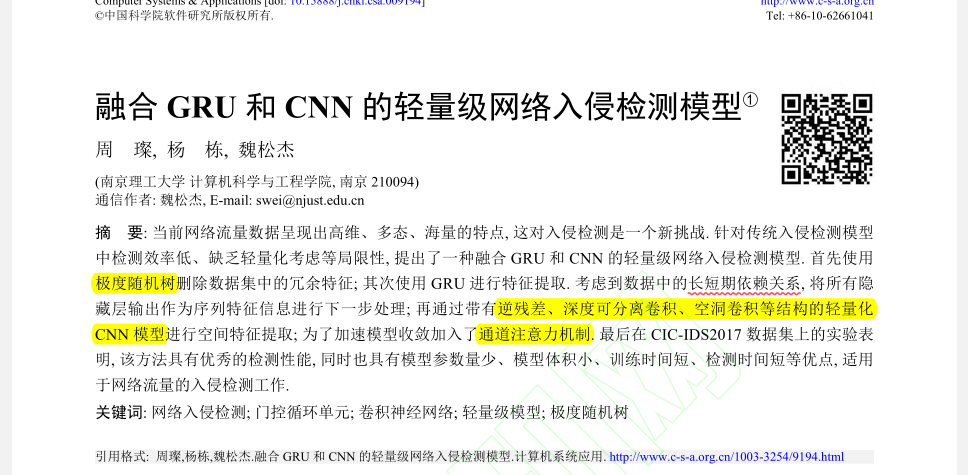 Computer Systems & Applications [doi: 10.15888/j.cnki.csa.009194]
http://www.c-s-a.org.cn
©中国科学院软件研究所版权所有.
Tel: +86-10-62661041
融合 GRU 和 CNN 的轻量级网络入侵检测模型①
周 璨, 杨 栋, 魏松杰
(南京理工大学 计算机科学与工程学院, 南京 210094)
通信作者: 魏松杰, E-mail: swei@njust.edu.cn
摘 要: 当前网络流量数据呈现出高维、多态、海量的特点, 这对入侵检测是一个新挑战. 针对传统入侵检测模型
中检测效率低、缺乏轻量化考虑等局限性, 提出了一种融合 GRU 和 CNN 的轻量级网络入侵检测模型. 首先使用
极度随机树删除数据集中的冗余特征; 其次使用 GRU 进行特征提取. 考虑到数据中的长短期依赖关系, 将所有隐
藏层输出作为序列特征信息进行下一步处理; 再通过带有逆残差、深度可分离卷积、空洞卷积等结构的轻量化
CNN 模型进行空间特征提取; 为了加速模型收敛加入了通道注意力机制. 最后在 CIC-IDS2017 数据集上的实验表
明, 该方法具有优秀的检测性能, 同时也具有模型参数量少、模型体积小、训练时间短、检测时间短等优点, 适用
于网络流量的入侵检测工作.
关键词: 网络入侵检测; 门控循环单元; 卷积神经网络; 轻量级模型; 极度随机树
引用格式: 周璨,杨栋,魏松杰.融合 GRU 和 CNN 的轻量级网络入侵检测模型.计算机系统应用. http://www.c-s-a.org.cn/1003-3254/9194.html